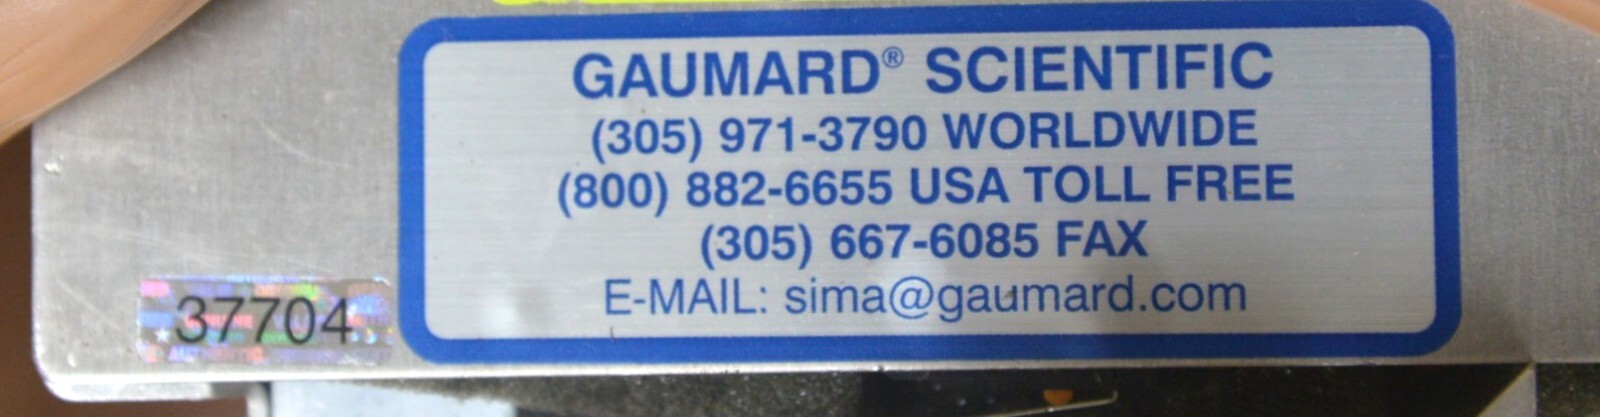 GAUMARD® SCIENTIFIC
(305) 971-3790 WORLDWIDE
(800) 882-6655 USA TOLL FREE
(305) 667-6085 FAX
E-MAIL: sima@gaumard.com
37704